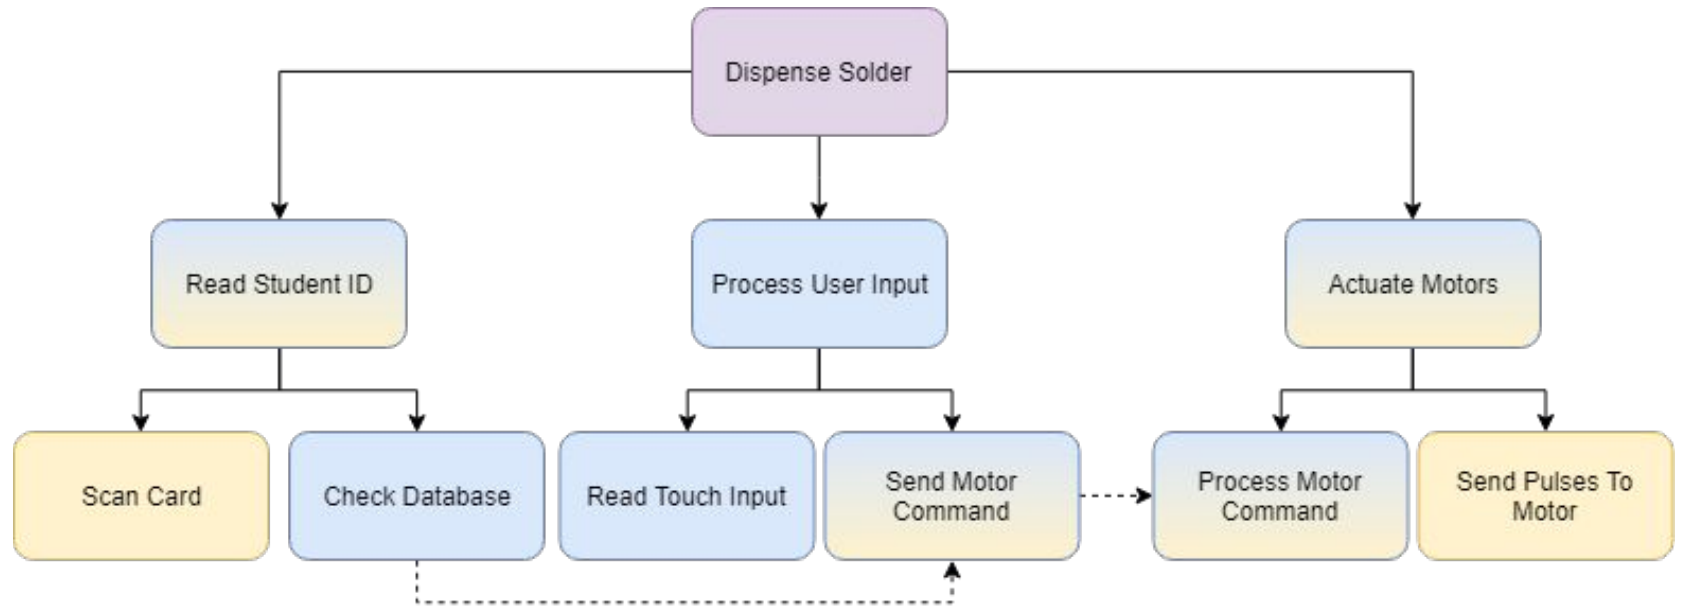 Dispense Solder
Read Student ID
Process User Input
Actuate Motors
Scan Card
Check Database
Read Touch Input
Send Motor
Command
Process Motor
Command
Send Pulses To
Motor